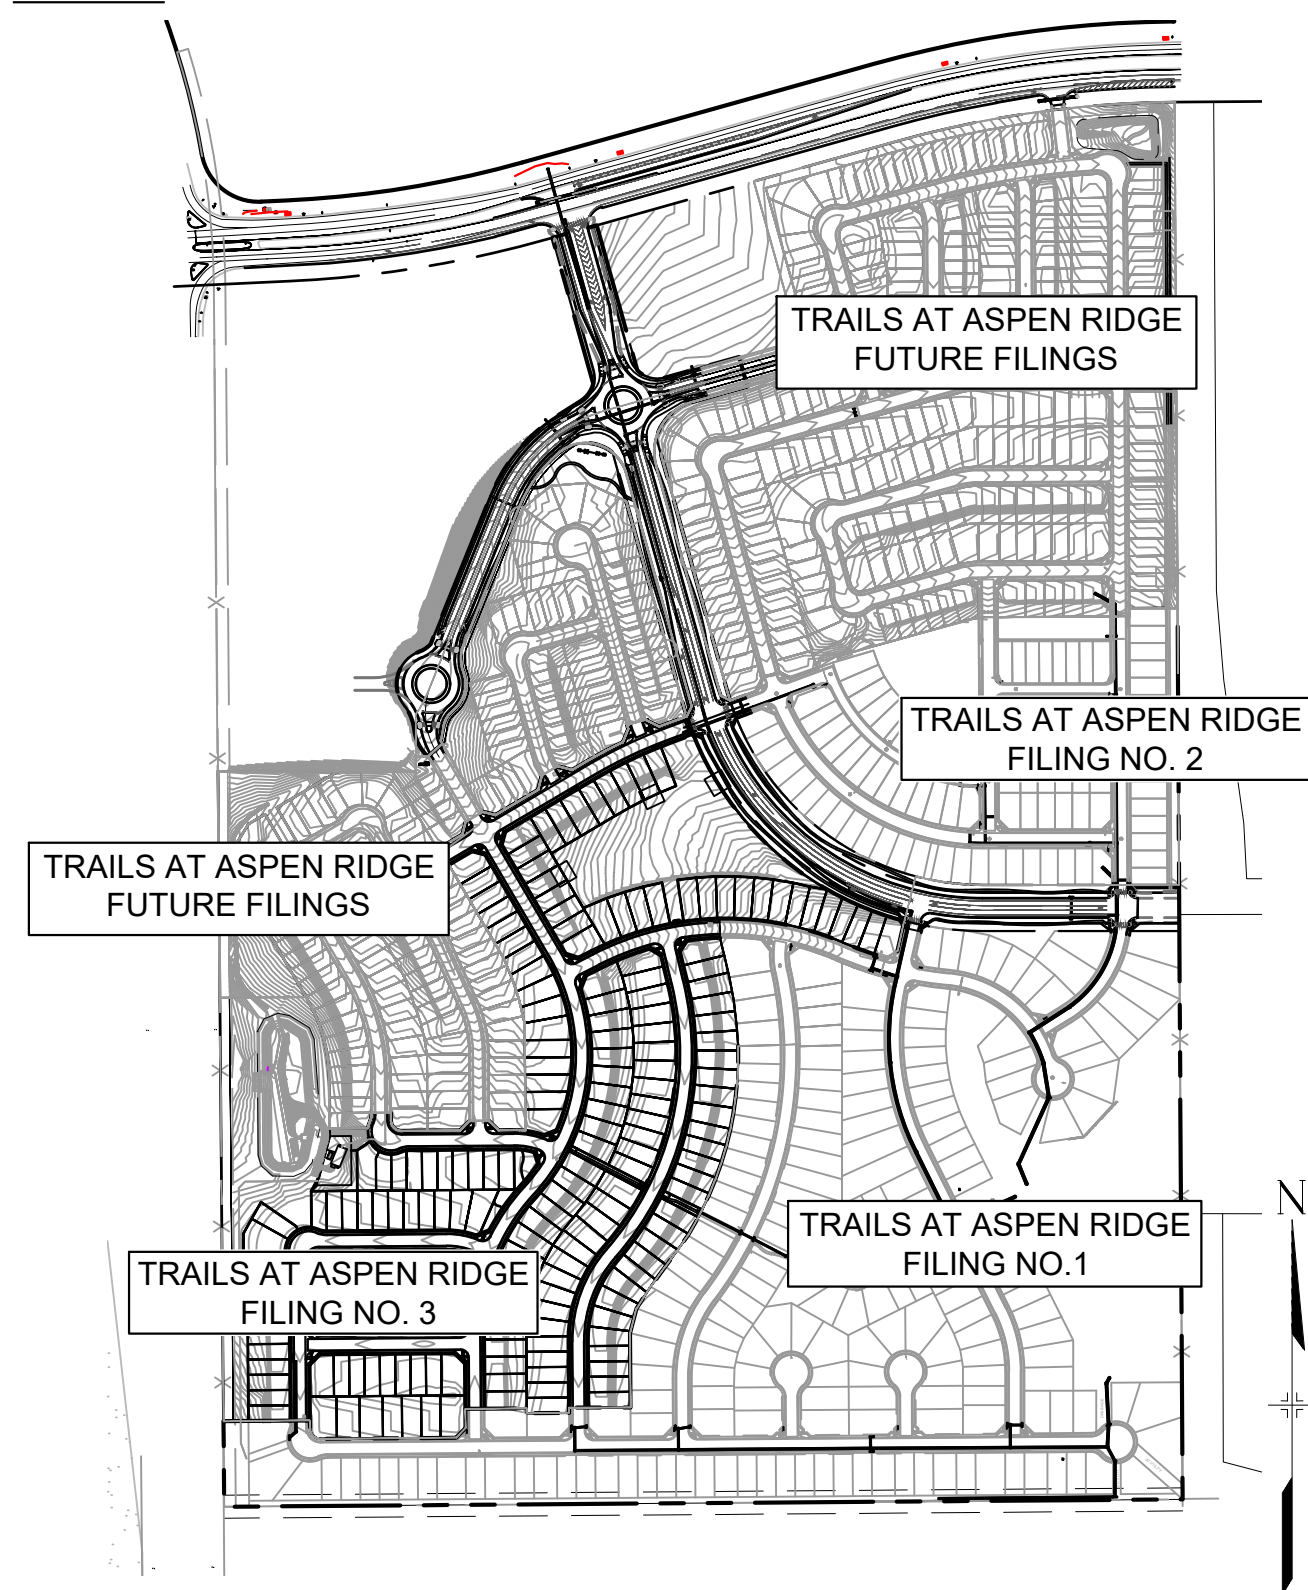 TRAILS AT ASPEN RIDGE
FUTURE FILINGS
TRAILS AT ASPEN RIDGE
FILING NO. 2
TRAILS AT ASPEN RIDGE
FUTURE FILINGS
TRAILS AT ASPEN RIDGE
FILING NO.1
N
TRAILS AT ASPEN RIDGE
FILING NO. 3